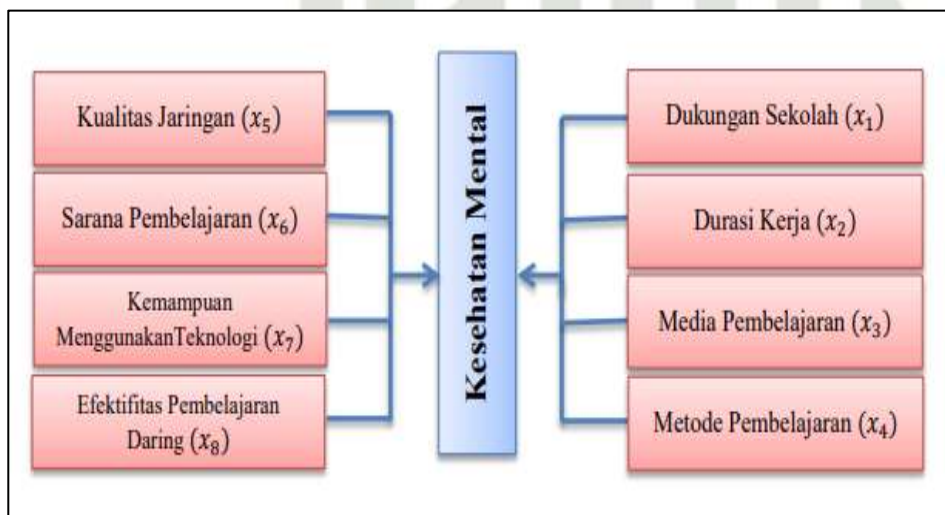 Kualitas Jaringan (x₅)
Sarana Pembelajaran (x₆)
Kemampuan
MenggunakanTeknologi (x₇)
Efektifitas Pembelajaran
Daring (x₈)
Kesehatan Mental
Dukungan Sekolah (x₁)
Durasi Kerja (x₂)
Media Pembelajaran (x₃)
Metode Pembelajaran (x₄)